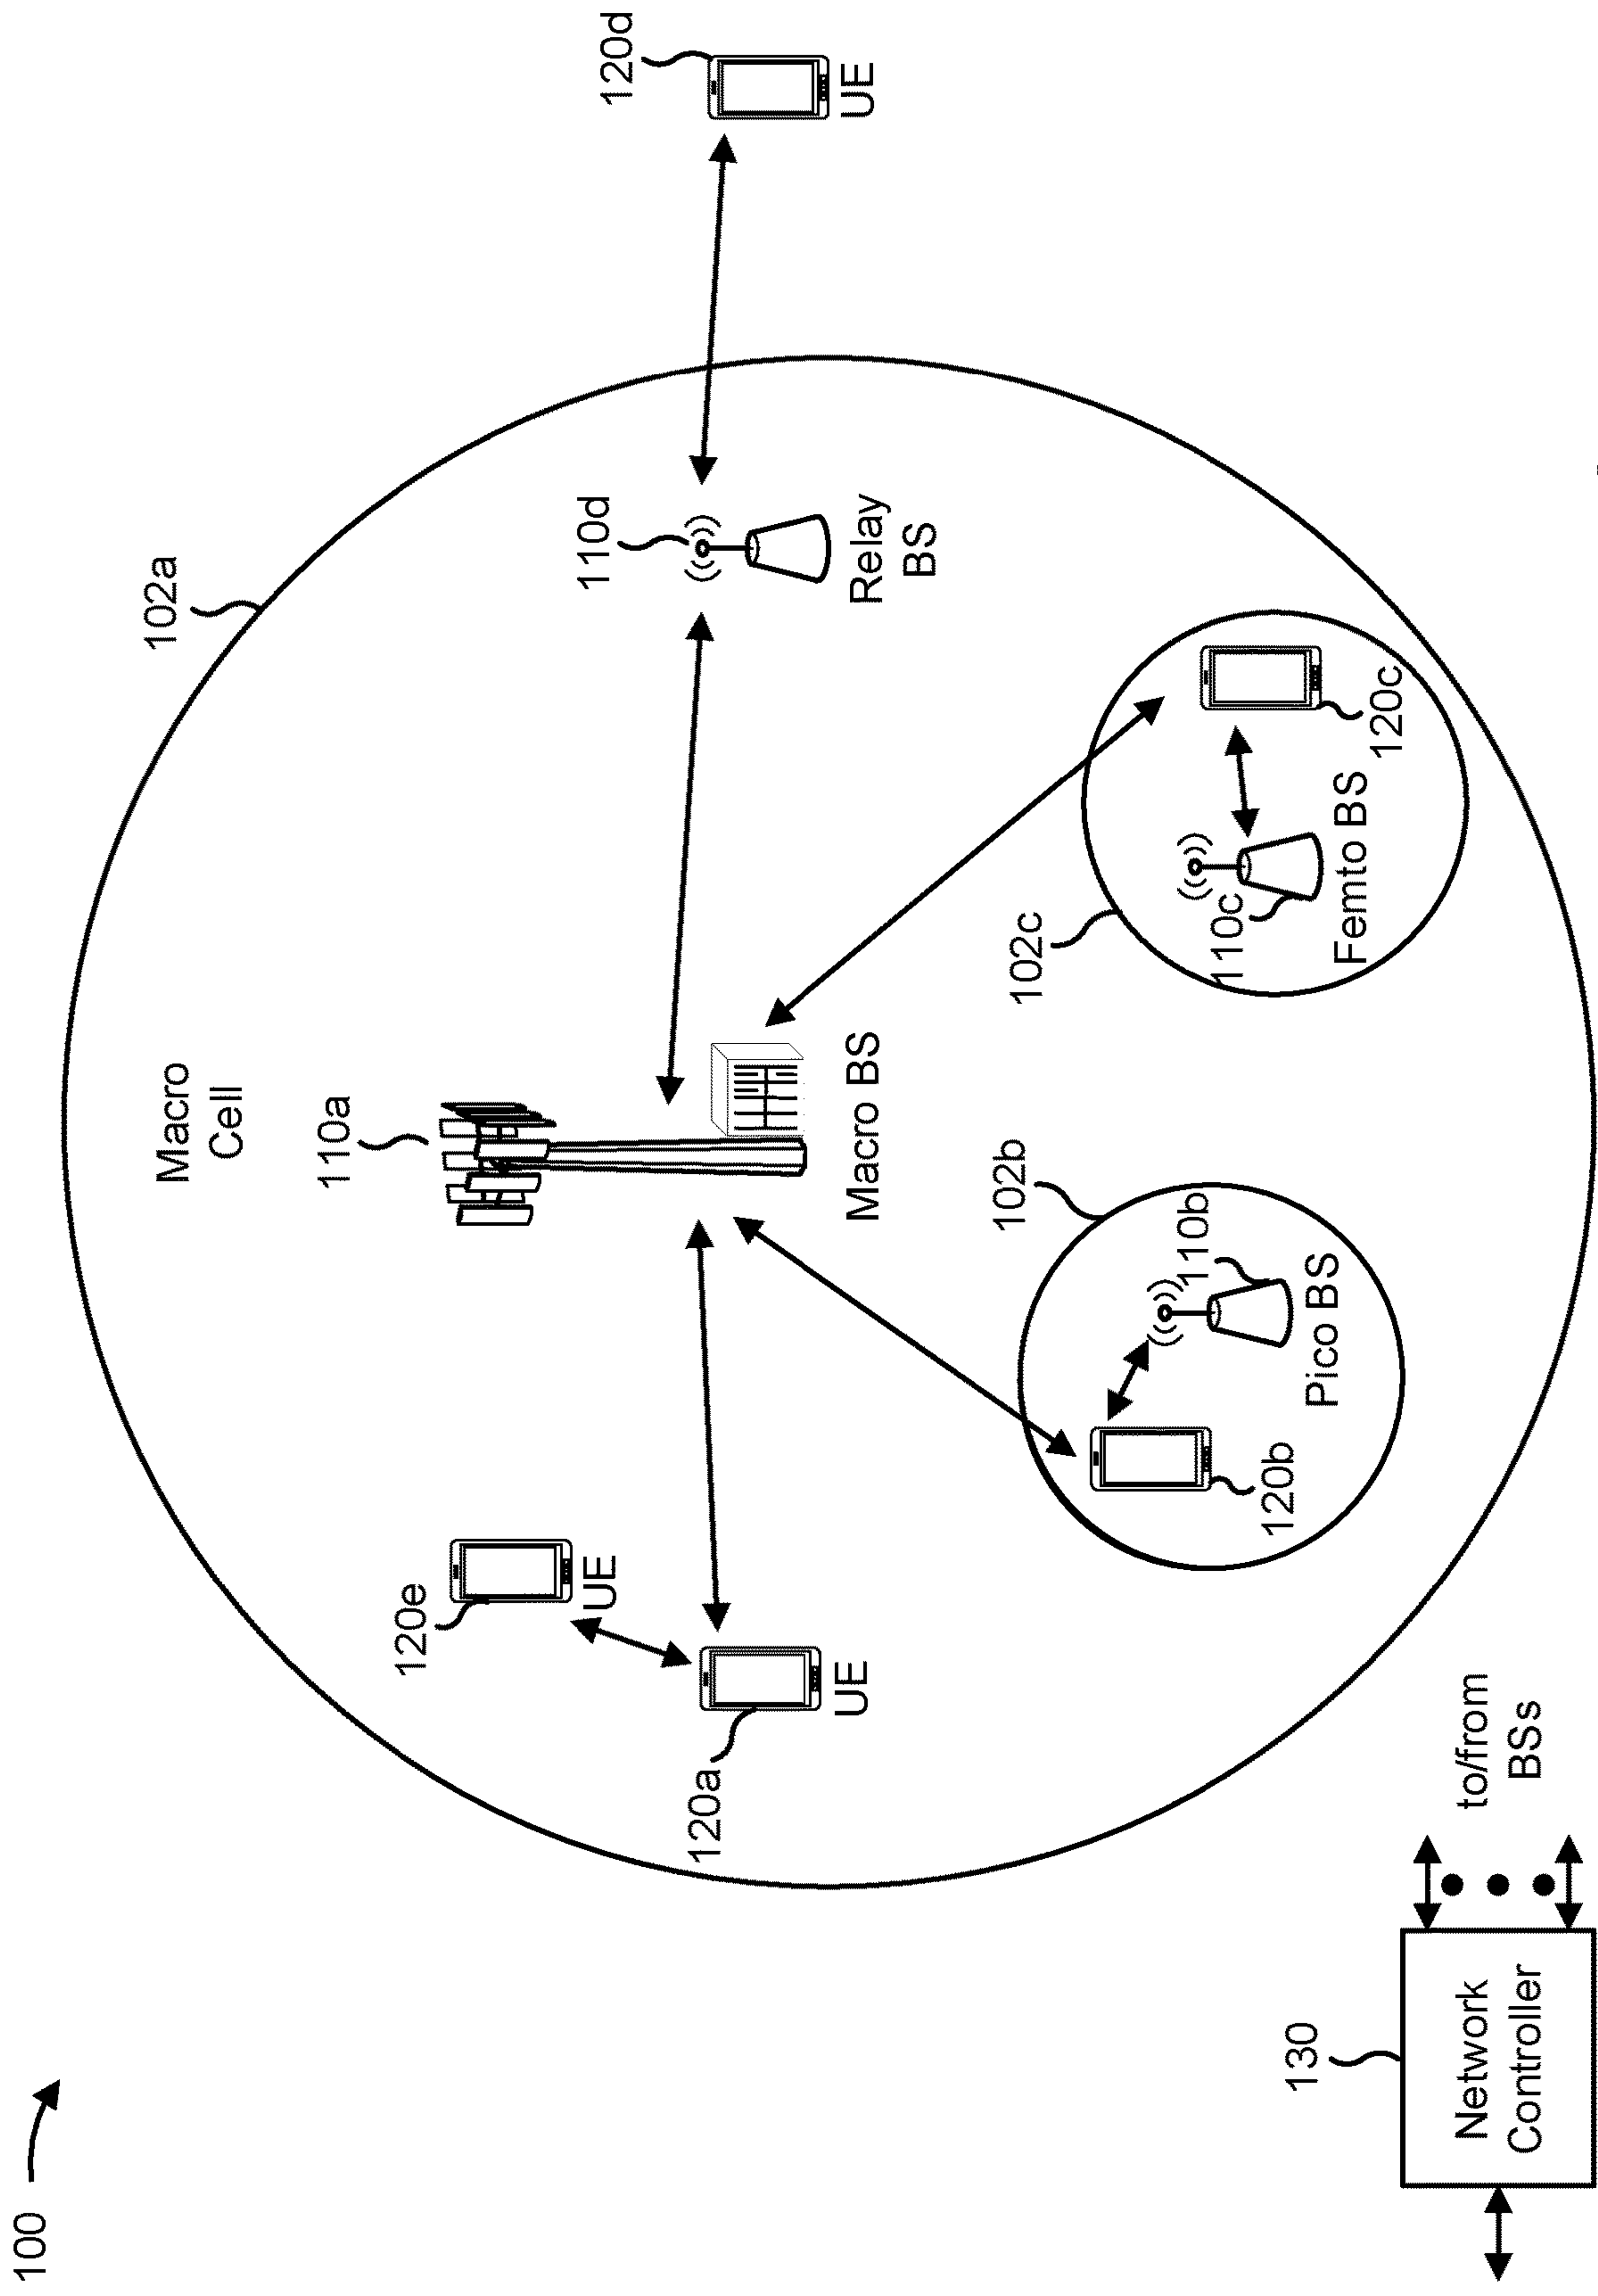 100
102a
Macro
Cell
110a
120d
UE
110d
Relay
BS
120e
UE
120a
UE
Macro BS
102b
110b
Pico BS
120b
102c
110c
Femto BS
120c
130
Network
Controller
to/from
BSs